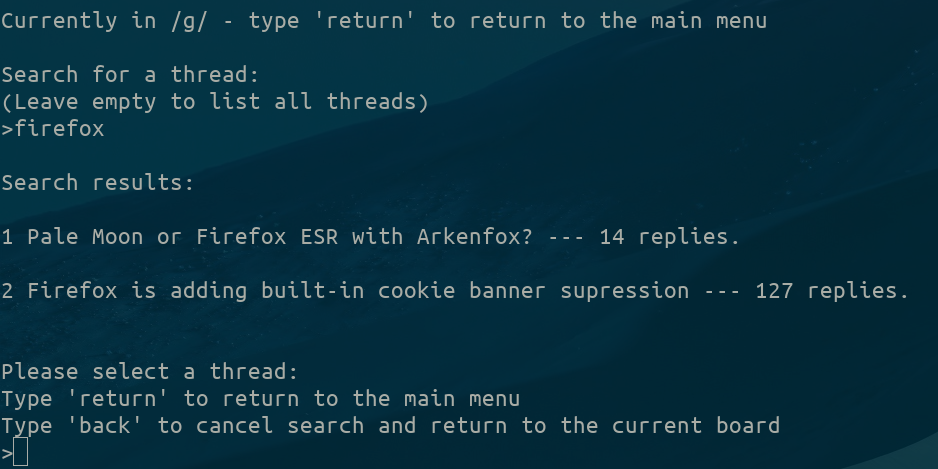 Currently in /g/ - type 'return' to return to the main menu
Search for a thread:
(Leave empty to list all threads)
>firefox
Search results:
1 Pale Moon or Firefox ESR with Arkenfox? --- 14 replies.
2 Firefox is adding built-in cookie banner supression --- 127 replies.
Please select a thread:
Type 'return' to return to the main menu
Type 'back' to cancel search and return to the current board
>